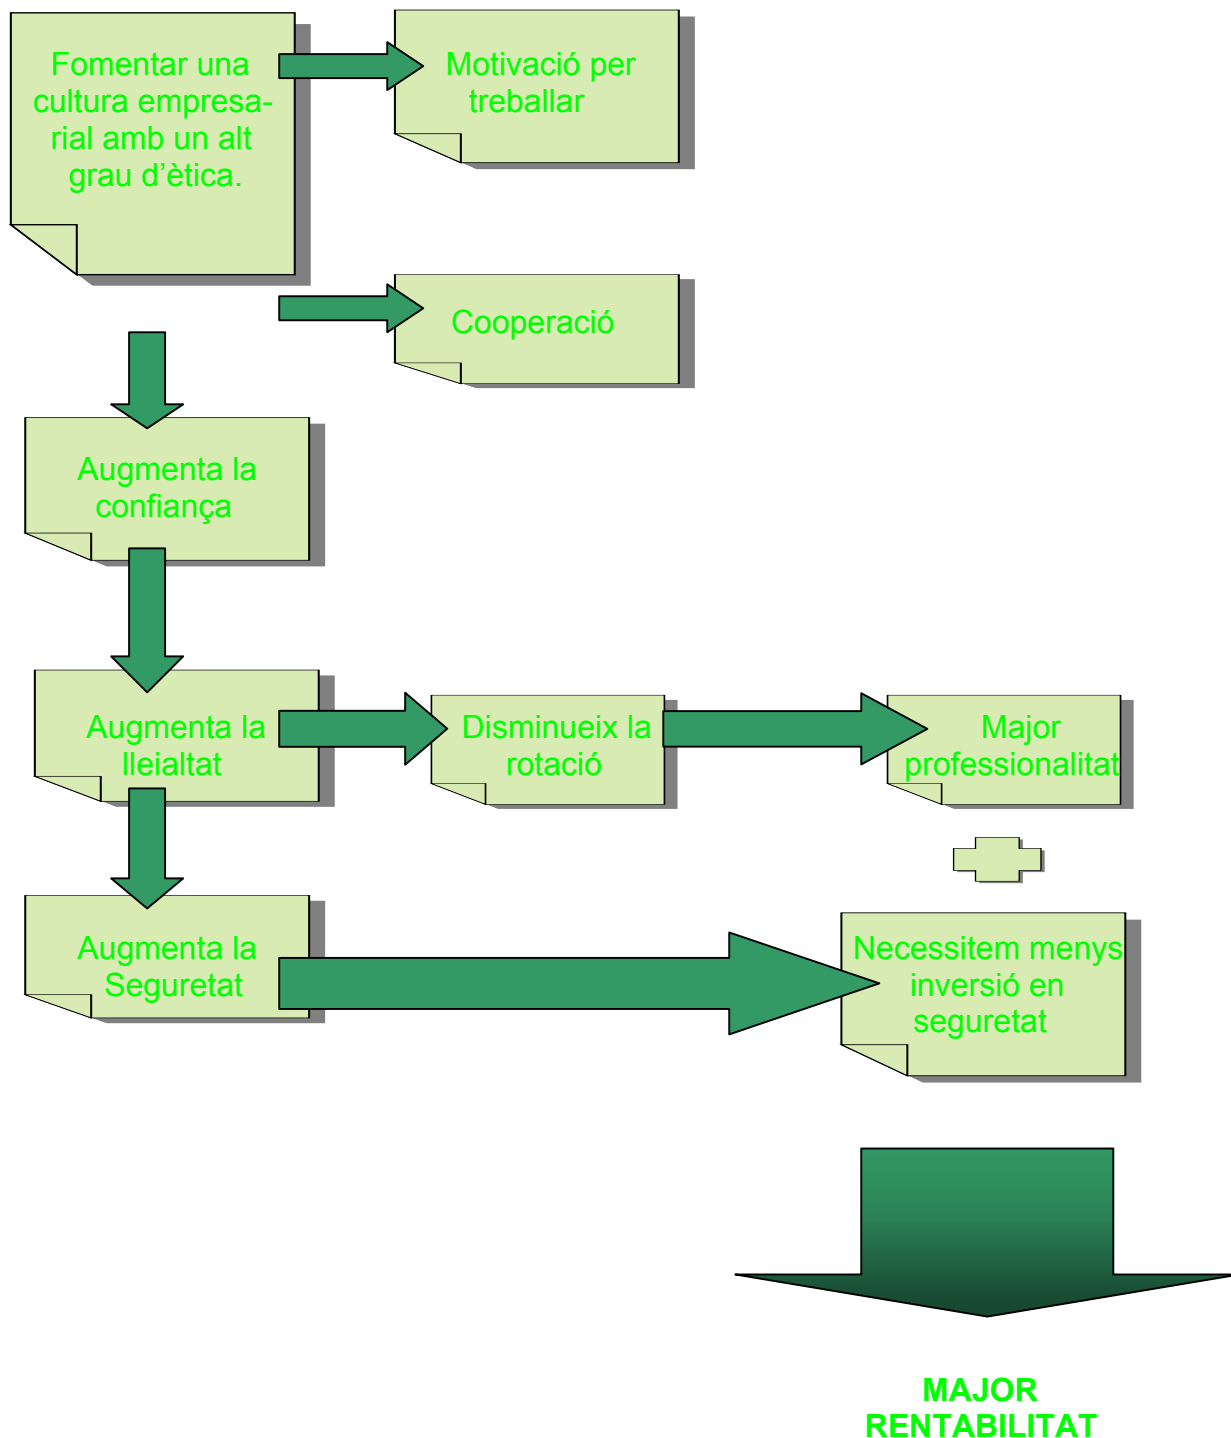 Fomentar una
cultura empresa-
rial amb un alt
grau d’ètica.
Motivació per
treballar
Cooperació
Augmenta la
confiança
Augmenta la
lleialtat
Disminueix la
rotació
Major
professionalitat
Augmenta la
Seguretat
Necessitem menys
inversió en
seguretat
MAJOR
RENTABILITAT